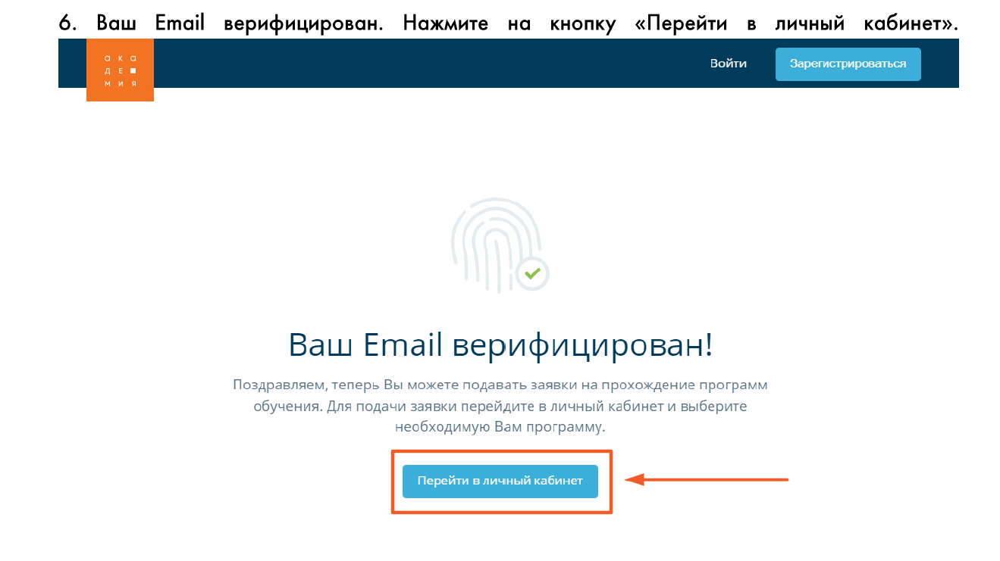 6. Ваш Email верифицирован. Нажмите на кнопку «Перейти в личный кабинет».
ака
де
мия
Войти
Зарегистрироваться
Ваш Email верифицирован!
Поздравляем, теперь Вы можете подавать заявки на прохождение программ
обучения. Для подачи заявки перейдите в личный кабинет и выберите
необходимую Вам программу.
Перейти в личный кабинет